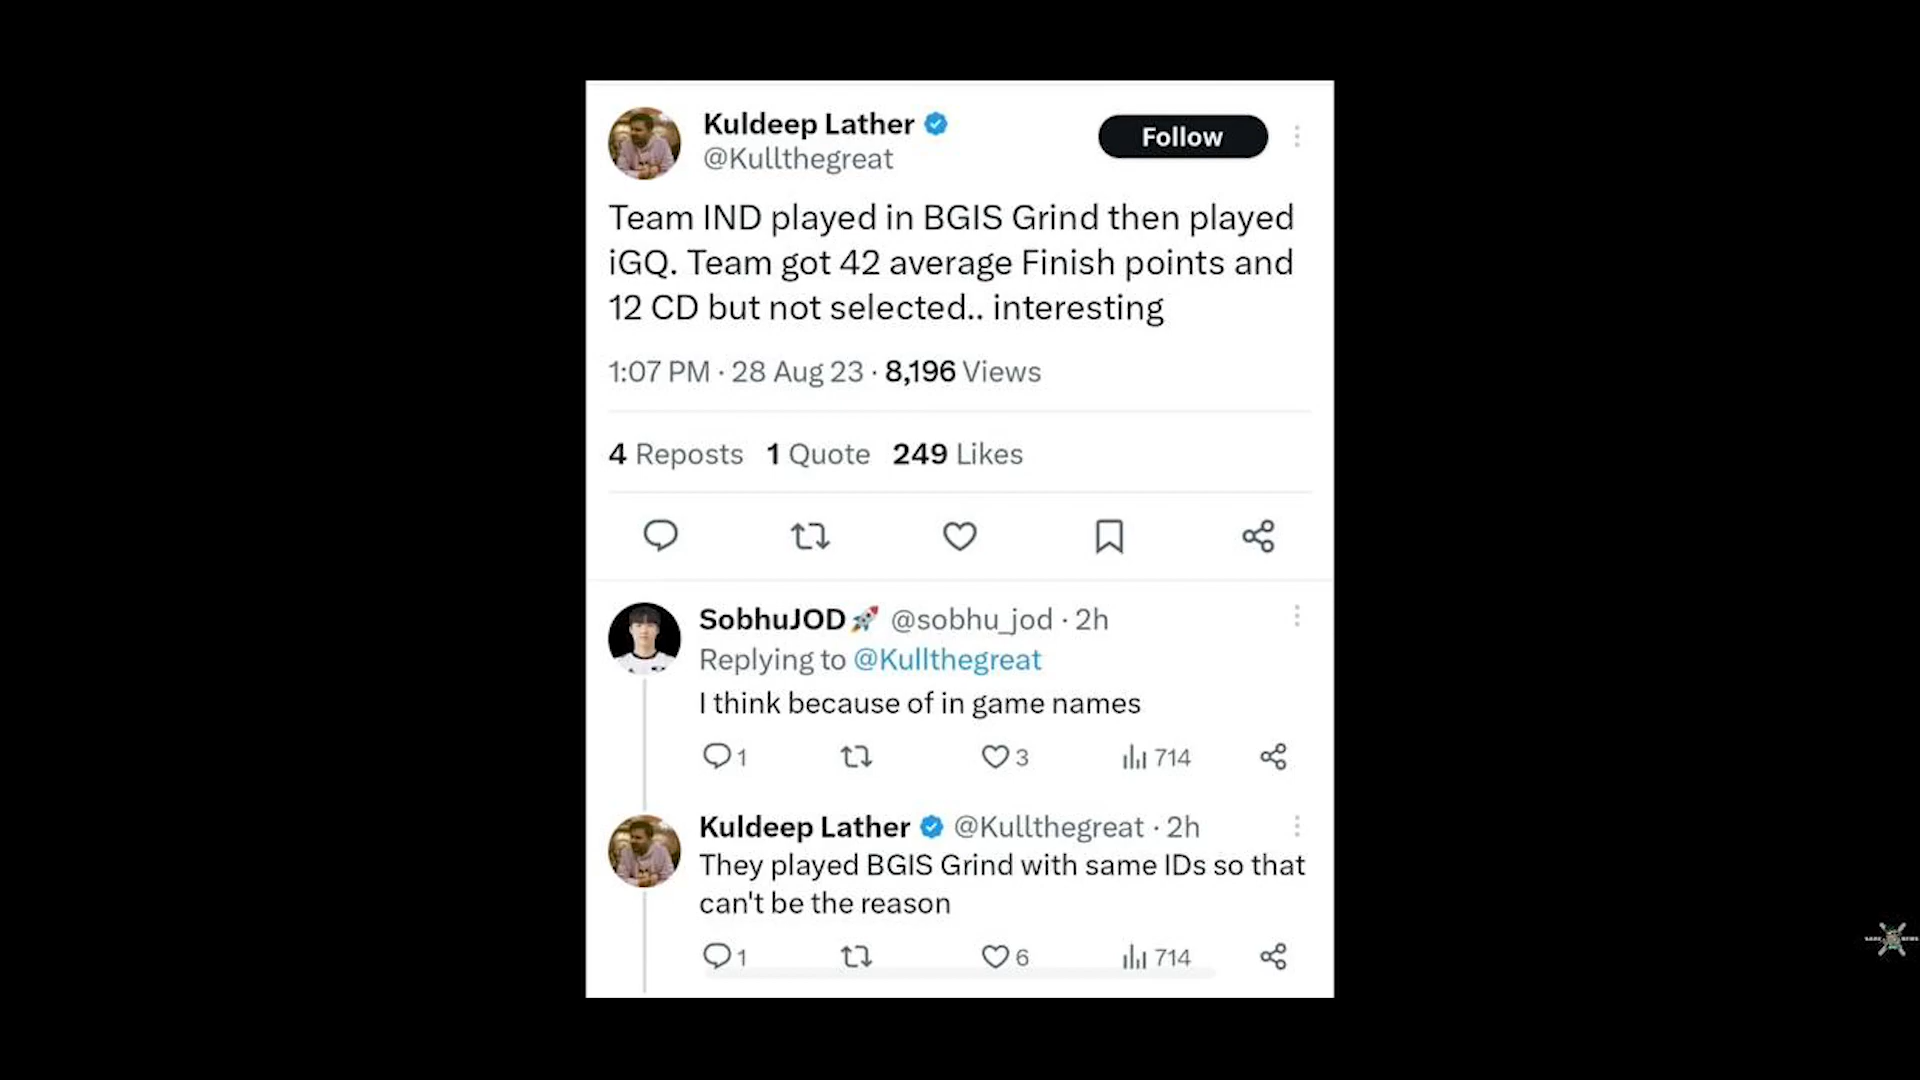 Kuldeep Lather
@Kullthegreat
Follow
Team IND played in BGIS Grind then played
iGQ. Team got 42 average Finish points and
12 CD but not selected.. interesting
1:07 PM · 28 Aug 23 · 8,196 Views
4 Reposts 1 Quote 249 Likes
SobhuJOD🚀 @sobhu_jod · 2h
Replying to @Kullthegreat
I think because of in game names
1 3 714
Kuldeep Lather @Kullthegreat · 2h
They played BGIS Grind with same IDs so that
can't be the reason
1 6 714